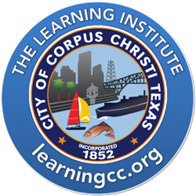 THE LEARNING INSTITUTE
CITY OF CORPUS CHRISTI TEXAS
INCORPORATED
1852
learningcc.org